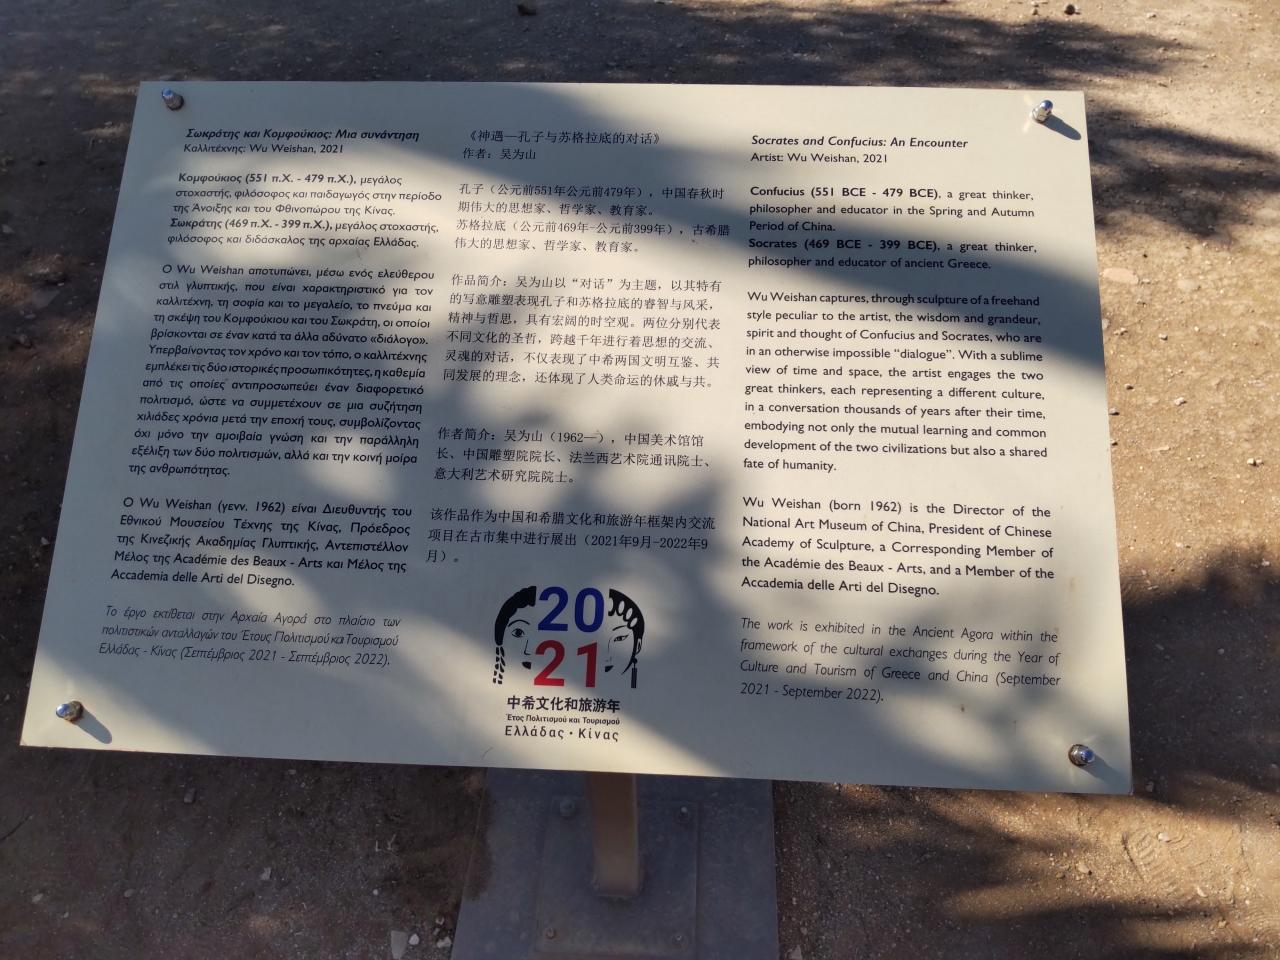 Σωκράτης και Κομφούκιος: Μια συνάντηση
Καλλιτέχνης: Wu Weishan, 2021
Κομφούκιος (551 π.Χ. - 479 π.Χ.), μεγάλος
στοχαστής, φιλόσοφος και παιδαγωγός στην περίοδο
της Άνοιξης και του Φθινοπώρου της Κίνας.
Σωκράτης (469 π.Χ. - 399 π.Χ.), μεγάλος στοχαστής,
φιλόσοφος και διδάσκαλος της αρχαίας Ελλάδας.
Ο Wu Weishan αποτυπώνει, μέσω ενός ελεύθερου
στιλ γλυπτικής, που είναι χαρακτηριστικό για τον
καλλιτέχνη, τη σοφία και το μεγαλείο, το πνεύμα και
τη σκέψη του Κομφούκιου και του Σωκράτη, οι οποίοι
βρίσκονται σε έναν κατά τα άλλα αδύνατο «διάλογο».
Υπερβαίνοντας τον χρόνο και τον τόπο, ο καλλιτέχνης
εμπλέκει τις δύο ιστορικές προσωπικότητες, η καθεμία
από τις οποίες αντιπροσωπεύει έναν διαφορετικό
πολιτισμό, ώστε να συμμετέχουν σε μια συζήτηση
χιλιάδες χρόνια μετά την εποχή τους, συμβολίζοντας
όχι μόνο την αμοιβαία γνώση και την παράλληλη
εξέλιξη των δύο πολιτισμών, αλλά και την κοινή μοίρα
της ανθρωπότητας.
Ο Wu Weishan (γενν. 1962) είναι Διευθυντής του
Εθνικού Μουσείου Τέχνης της Κίνας, Πρόεδρος
της Κινεζικής Ακαδημίας Γλυπτικής, Αντεπιστέλλον
Μέλος της Académie des Beaux - Arts και Μέλος της
Accademia delle Arti del Disegno.
Το έργο εκτίθεται στην Αρχαία Αγορά στο πλαίσιο των
πολιτιστικών ανταλλαγών του Έτους Πολιτισμού και Τουρισμού
Ελλάδας - Κίνας (Σεπτέμβριος 2021 - Σεπτέμβριος 2022).
《神遇—孔子与苏格拉底的对话》
作者：吴为山
孔子（公元前551年公元前479年），中国春秋时
期伟大的思想家、哲学家、教育家。
苏格拉底（公元前469年-公元前399年），古希腊
伟大的思想家、哲学家、教育家。
作品简介：吴为山以“对话”为主题，以其特有
的写意雕塑表现孔子和苏格拉底的睿智与风采，
精神与哲思，具有宏阔的时空观。两位分别代表
不同文化的圣哲，跨越千年进行着思想的交流、
灵魂的对话，不仅表现了中希两国文明互鉴、共
同发展的理念，还体现了人类命运的休戚与共。
作者简介：吴为山（1962—），中国美术馆馆
长、中国雕塑院院长、法兰西艺术院通讯院士、
意大利艺术研究院院士。
该作品作为中国和希腊文化和旅游年框架内交流
项目在古市集中进行展出（2021年9月-2022年9
月）。
20
21
中希文化和旅游年
Έτος Πολιτισμού και Τουρισμού
Ελλάδας · Κίνας
Socrates and Confucius: An Encounter
Artist: Wu Weishan, 2021
Confucius (551 BCE - 479 BCE), a great thinker,
philosopher and educator in the Spring and Autumn
Period of China.
Socrates (469 BCE - 399 BCE), a great thinker,
philosopher and educator of ancient Greece.
Wu Weishan captures, through sculpture of a freehand
style peculiar to the artist, the wisdom and grandeur,
spirit and thought of Confucius and Socrates, who are
in an otherwise impossible “dialogue”. With a sublime
view of time and space, the artist engages the two
great thinkers, each representing a different culture,
in a conversation thousands of years after their time,
embodying not only the mutual learning and common
development of the two civilizations but also a shared
fate of humanity.
Wu Weishan (born 1962) is the Director of the
National Art Museum of China, President of Chinese
Academy of Sculpture, a Corresponding Member of
the Académie des Beaux - Arts, and a Member of the
Accademia delle Arti del Disegno.
The work is exhibited in the Ancient Agora within the
framework of the cultural exchanges during the Year of
Culture and Tourism of Greece and China (September
2021 - September 2022).